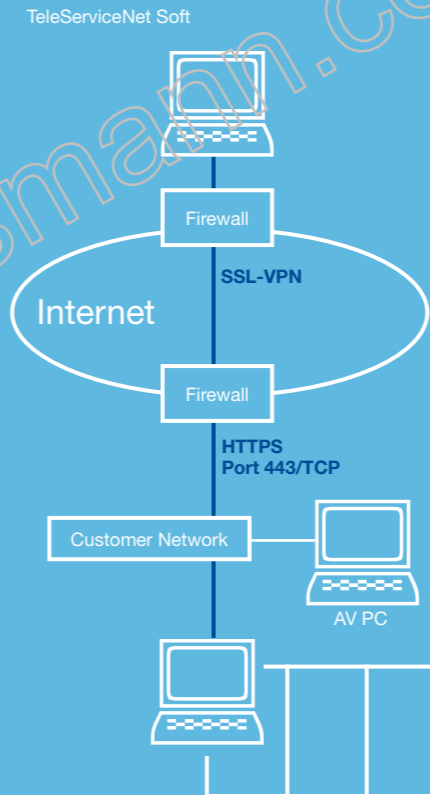 TeleServiceNet Soft
Firewall
SSL-VPN
Internet
Firewall
HTTPS
Port 443/TCP
Customer Network
AV PC